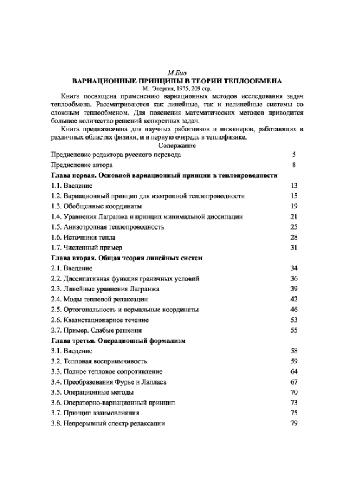 М.Био
ВАРИАЦИОННЫЕ ПРИНЦИПЫ В ТЕОРИИ ТЕПЛООБМЕНА
М.: Энергия, 1975, 209 стр.
Книга посвящена применению вариационных методов исследования задач
теплообмена. Рассматриваются как линейные, так и нелинейные системы со
сложным теплообменом. Для пояснения математических методов приводится
большое количество решений конкретных задач.
Книга предназначена для научных работников и инженеров, работающих в
различных областях физики, и в первую очередь в теплофизике.
Содержание
Предисловие редактора русского перевода 5
Предисловие автора 8
Глава первая. Основной вариационный принцип в теплопроводности
1.1. Введение 13
1.2. Вариационный принцип для изотропной теплопроводности 15
1.3. Обобщенные координаты 19
1.4. Уравнения Лагранжа и принцип минимальной диссипации 21
1.5. Анизотропная теплопроводность 25
1.6. Источники тепла 28
1.7. Численный пример 31
Глава вторая. Общая теория линейных систем
2.1. Введение 34
2.2. Диссипативная функция граничных условий 36
2.3. Линейные уравнения Лагранжа 39
2.4. Моды тепловой релаксации 42
2.5. Ортогональность и нормальные координаты 46
2.6. Квазистационарное течение 53
2.7. Пример. Слабые решения 55
Глава третья. Операционный формализм
3.1. Введение 58
3.2. Тепловая восприимчивость 59
3.3. Полное тепловое сопротивление 64
3.4. Преобразования Фурье и Лапласа 67
3.5. Операционные методы 70
3.6. Операторно-вариационный принцип 73
3.7. Принцип взаимовлияния 75
3.8. Непрерывный спектр релаксации 79